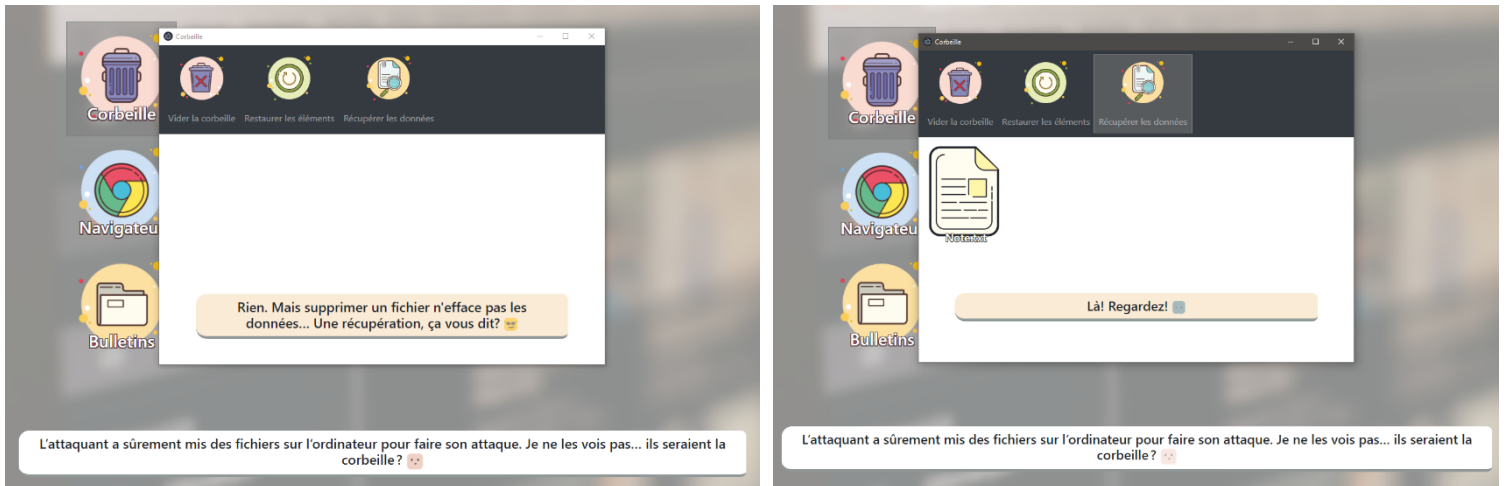 Corbeille
Corbeille
Vider la corbeille Restaurer les éléments Récupérer les données
Navigateu
Bulletins
Rien. Mais supprimer un fichier n'efface pas les
données... Une récupération, ça vous dit?
L'attaquant a sûrement mis des fichiers sur l'ordinateur pour faire son attaque. Je ne les vois pas... ils seraient la
corbeille ?
Corbeille
Corbeille
Vider la corbeille Restaurer les éléments Récupérer les données
Note.txt
Navigateu
Bulletins
Là! Regardez!
L'attaquant a sûrement mis des fichiers sur l'ordinateur pour faire son attaque. Je ne les vois pas... ils seraient la
corbeille ?